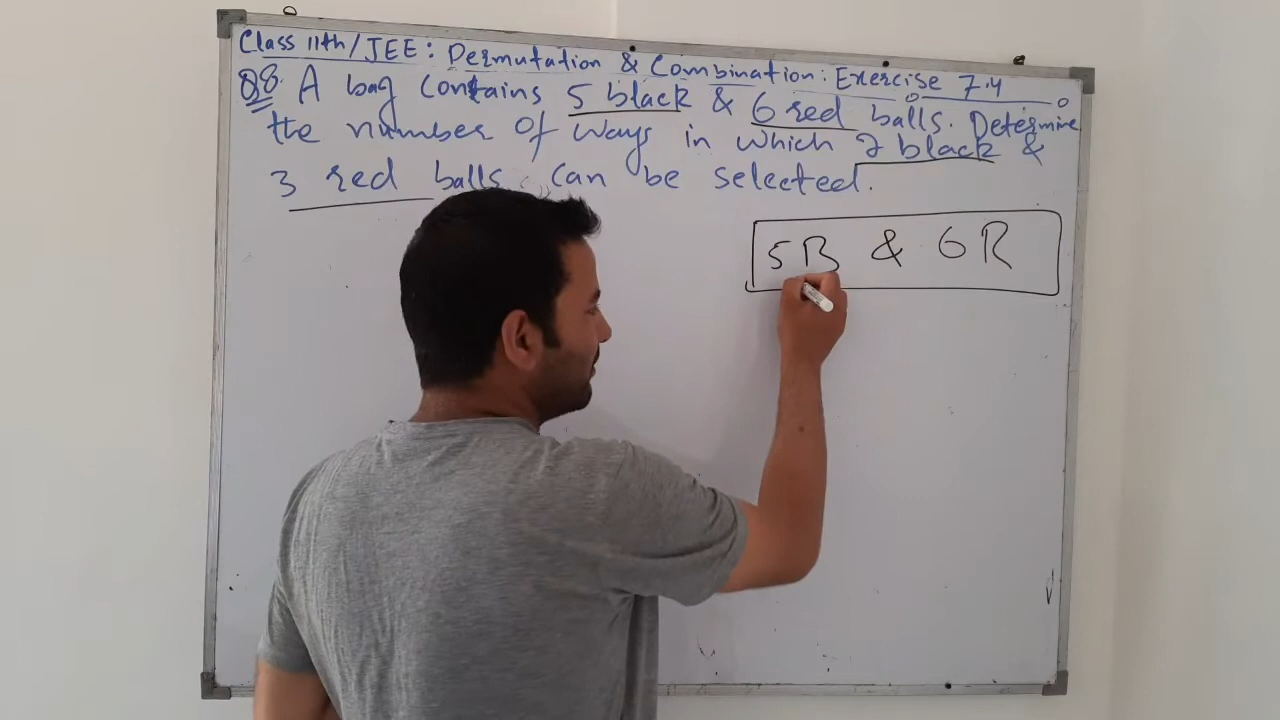 Class 11th/JEE: Permutation & Combination: Exercise 7.4
Q8. A bag contains 5 black & 6 red balls. Determine
the number of ways in which 2 black &
3 red balls can be selected.
5B & 6R